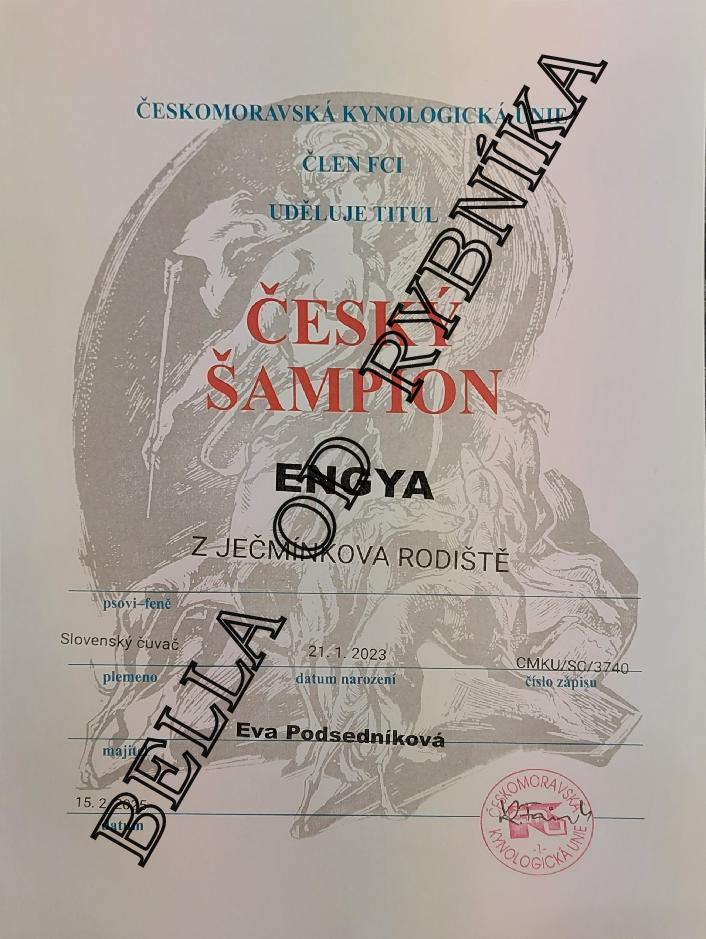 ČESKOMORAVSKÁ KYNOLOGICKÁ UNIE
ČLEN FCI
UDĚLUJE TITUL
ČESKÝ
ŠAMPION
ENGYA
Z JEČMÍNKOVA RODIŠTĚ
psovi–feně
Slovenský čuvač 21. 1. 2023 CMKU/SC/3740
plemeno datum narození číslo zápisu
Eva Podsedníková
majitel
15. 2. 2025
datum
ČESKOMORAVSKÁ KYNOLOGICKÁ UNIE
-1-
BELLA OD RYBNÍKA